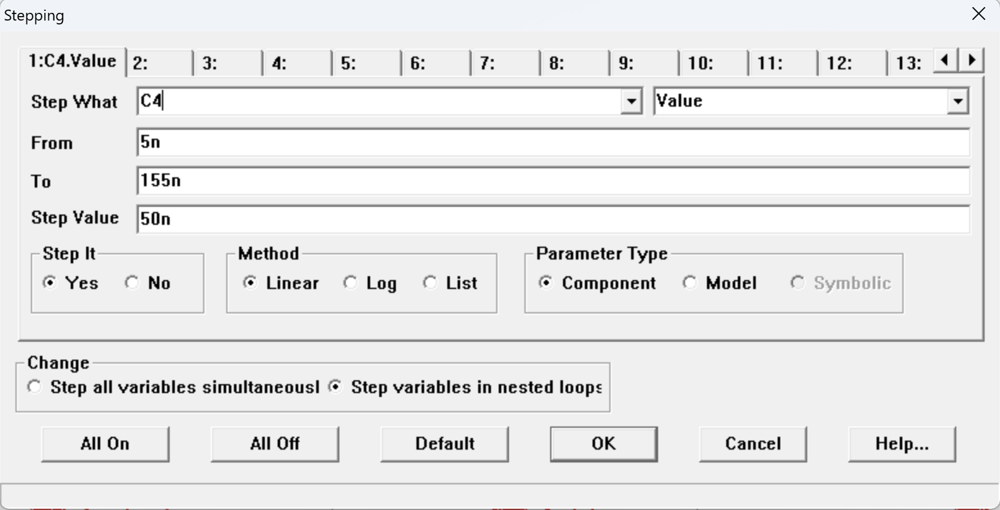 Stepping
1:C4.Value 2: 3: 4: 5: 6: 7: 8: 9: 10: 11: 12: 13:
Step What C4 Value
From 5n
To 155n
Step Value 50n
Step It Method Parameter Type
Yes No Linear Log List Component Model Symbolic
Change
Step all variables simultaneousl Step variables in nested loops
All On All Off Default OK Cancel Help...